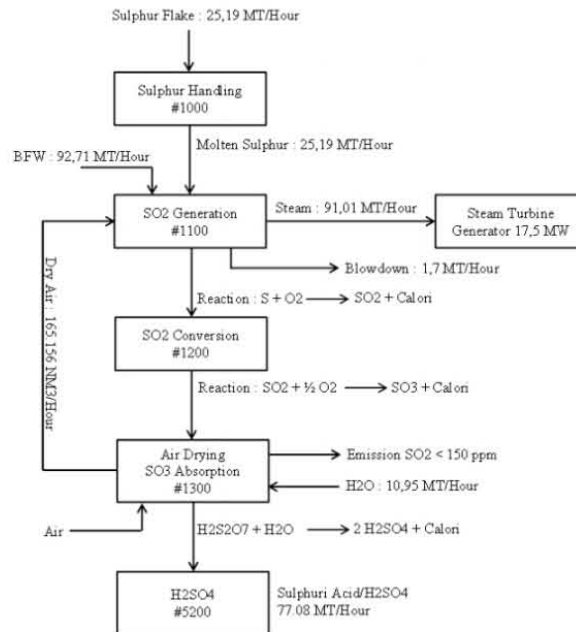 Sulphur Flake : 25,19 MT/Hour
Sulphur Handling
#1000
Molten Sulphur : 25,19 MT/Hour
BFW : 92,71 MT/Hour
SO2 Generation
#1100
Steam : 91,01 MT/Hour
Steam Turbine
Generator 17,5 MW
Blowdown : 1,7 MT/Hour
Reaction : S + O2 SO2 + Calori
Dry Air : 165.156 NM3/Hour
SO2 Conversion
#1200
Reaction : SO2 + ½ O2 SO3 + Calori
Air Drying
SO3 Absorption
#1300
Emission SO2 < 150 ppm
H2O : 10,95 MT/Hour
Air
H2S2O7 + H2O 2 H2SO4 + Calori
H2SO4
#5200
Sulphuri Acid/H2SO4
77.08 MT/Hour